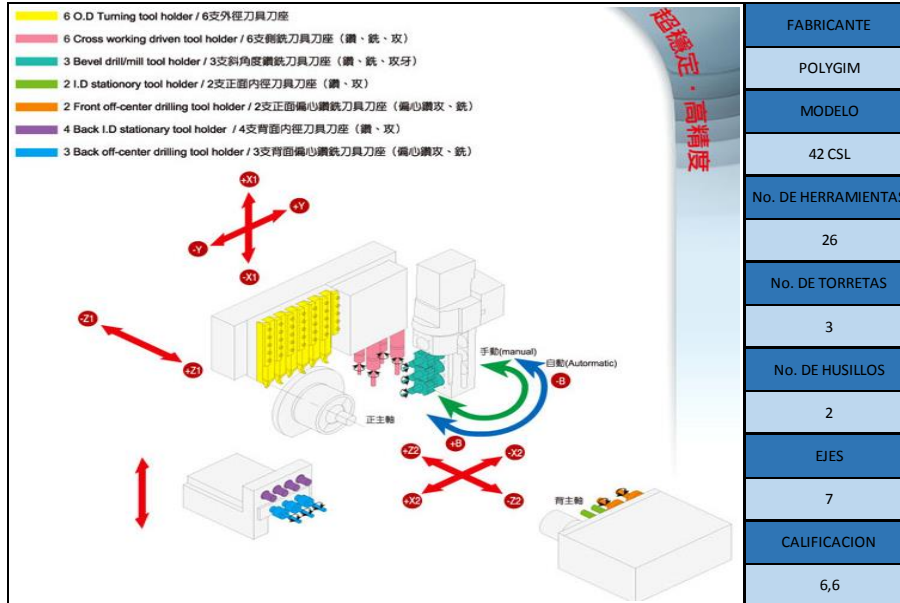 6 O.D Turning tool holder / 6支外徑刀具刀座
6 Cross working driven tool holder / 6支側銑刀具刀座（鑽、銑、攻）
3 Bevel drill/mill tool holder / 3支斜角度鑽銑刀具刀座（鑽、銑、攻牙）
2 I.D stationory tool holder / 2支正面內徑刀具刀座（鑽、攻）
2 Front off-center drilling tool holder / 2支正面偏心鑽銑刀具刀座（偏心鑽攻、銑）
4 Back I.D stationary tool holder / 4支背面內徑刀具刀座（鑽、攻）
3 Back off-center drilling tool holder / 3支背面偏心鑽銑刀具刀座（偏心鑽攻、銑）
超穩定．高精度
+X1
+Y
-Y
-X1
-Z1
+Z1
手動(manual)
自動(Automatic)
-B
正主軸
+B
+Z2
-X2
+X2
-Z2
背主軸
FABRICANTE
POLYGIM
MODELO
42 CSL
No. DE HERRAMIENTAS
26
No. DE TORRETAS
3
No. DE HUSILLOS
2
EJES
7
CALIFICACION
6,6